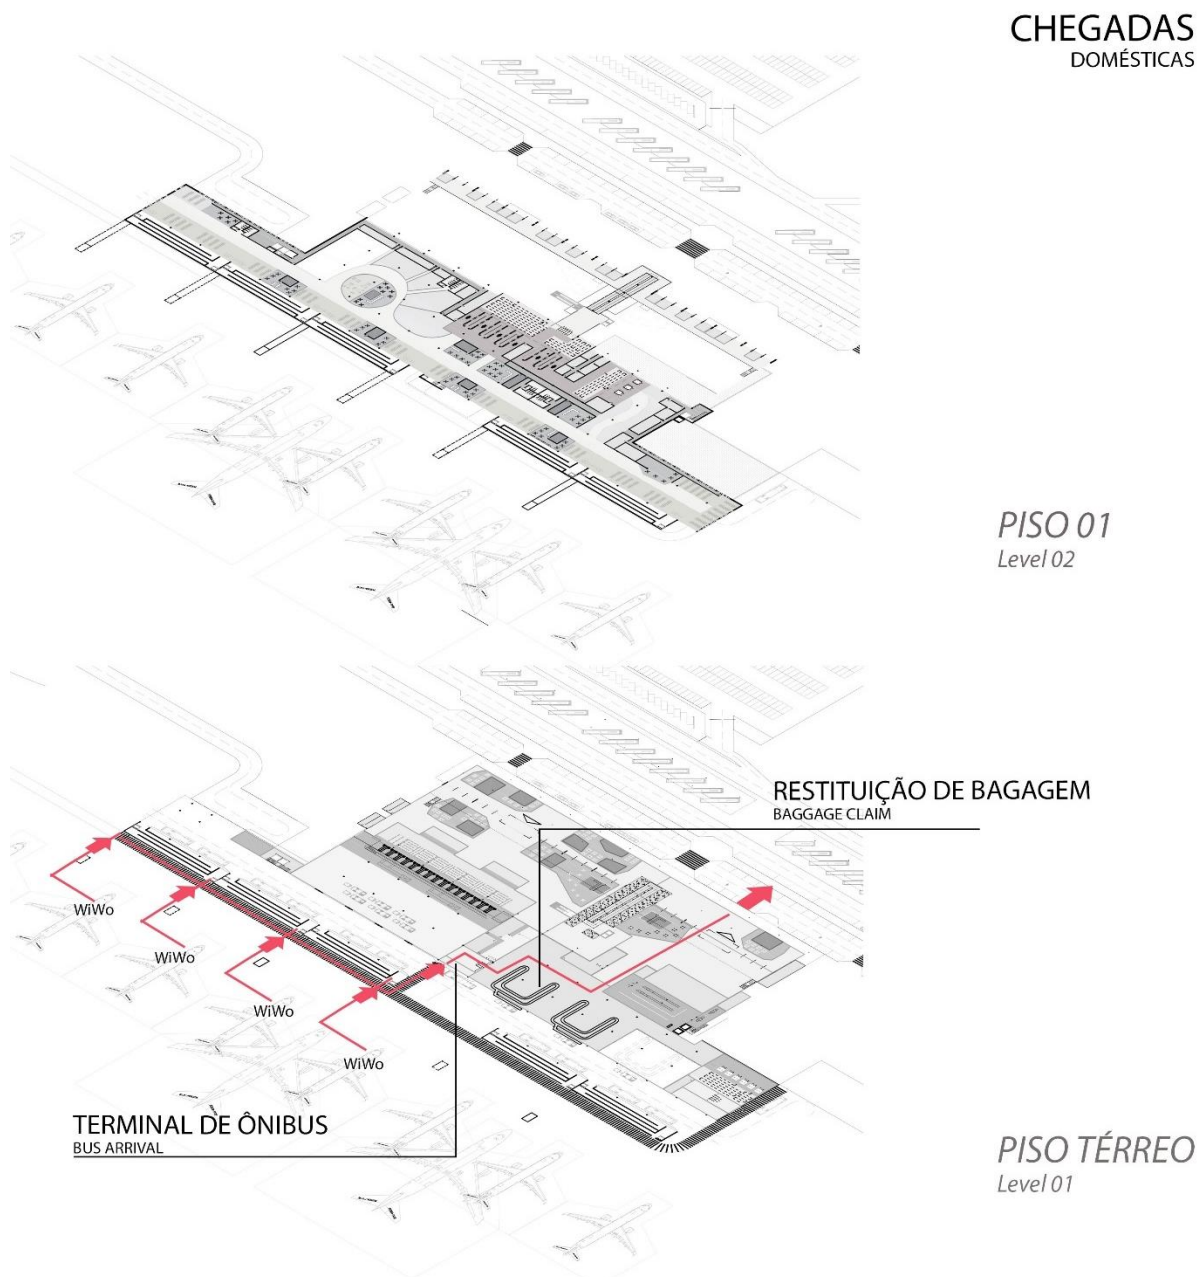 CHEGADAS
DOMÉSTICAS
PISO 01
Level 02
RESTITUIÇÃO DE BAGAGEM
BAGGAGE CLAIM
WiWo
WiWo
WiWo
WiWo
TERMINAL DE ÔNIBUS
BUS ARRIVAL
PISO TÉRREO
Level 01